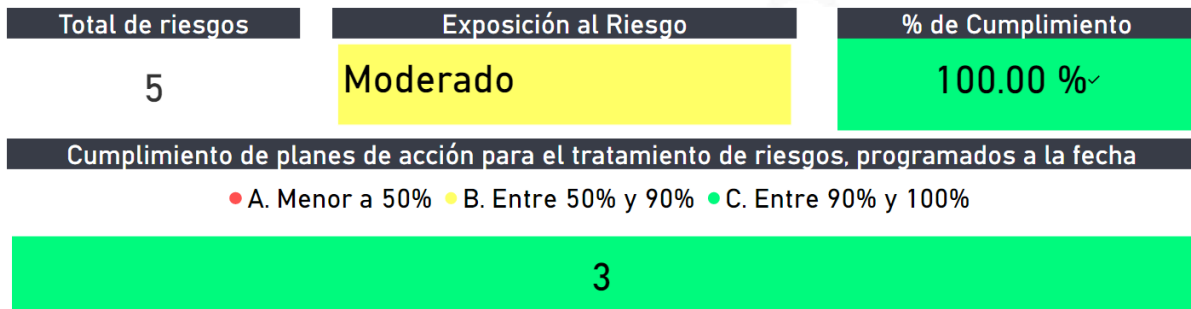 Total de riesgos
Exposición al Riesgo
% de Cumplimiento
5
Moderado
100.00 %✓
Cumplimiento de planes de acción para el tratamiento de riesgos, programados a la fecha
A. Menor a 50% B. Entre 50% y 90% C. Entre 90% y 100%
3